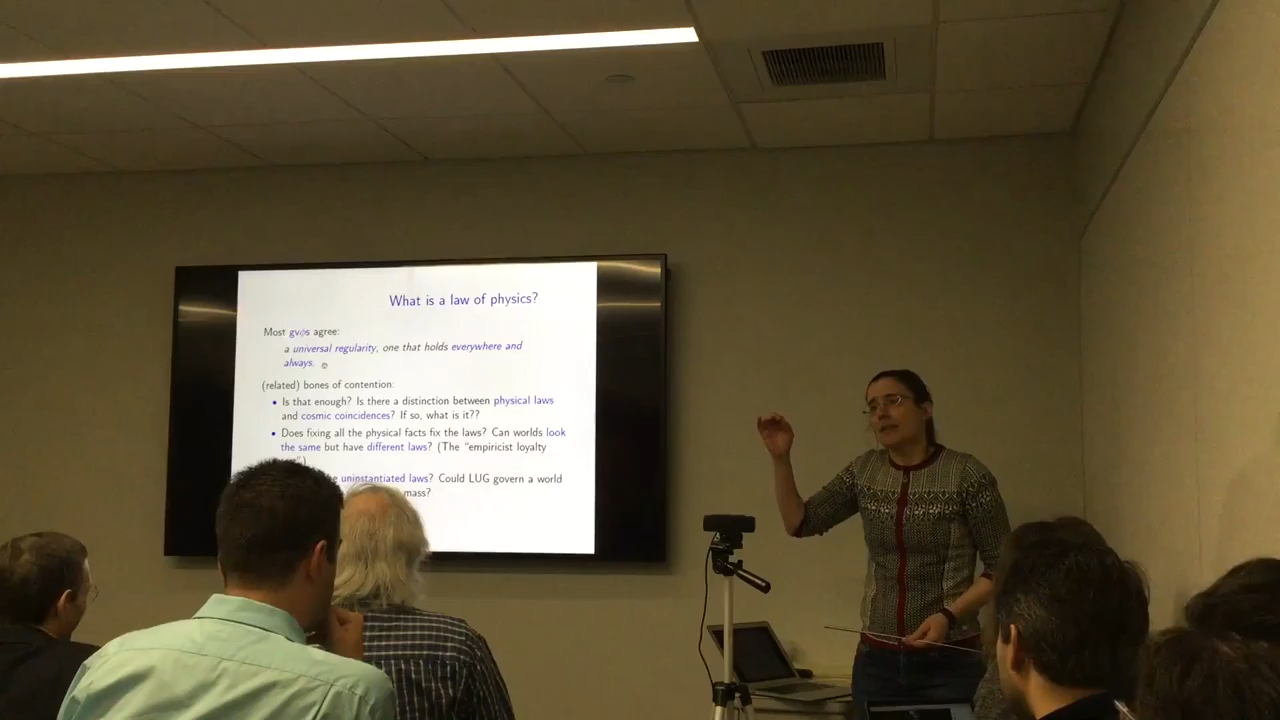 What is a law of physics?
Most gvφs agree:
a universal regularity, one that holds everywhere and
always.
(related) bones of contention:
• Is that enough? Is there a distinction between physical laws
and cosmic coincidences? If so, what is it??
• Does fixing all the physical facts fix the laws? Can worlds look
the same but have different laws? (The “empiricist loyalty
”)
uninstantiated laws? Could LUG govern a world
mass?